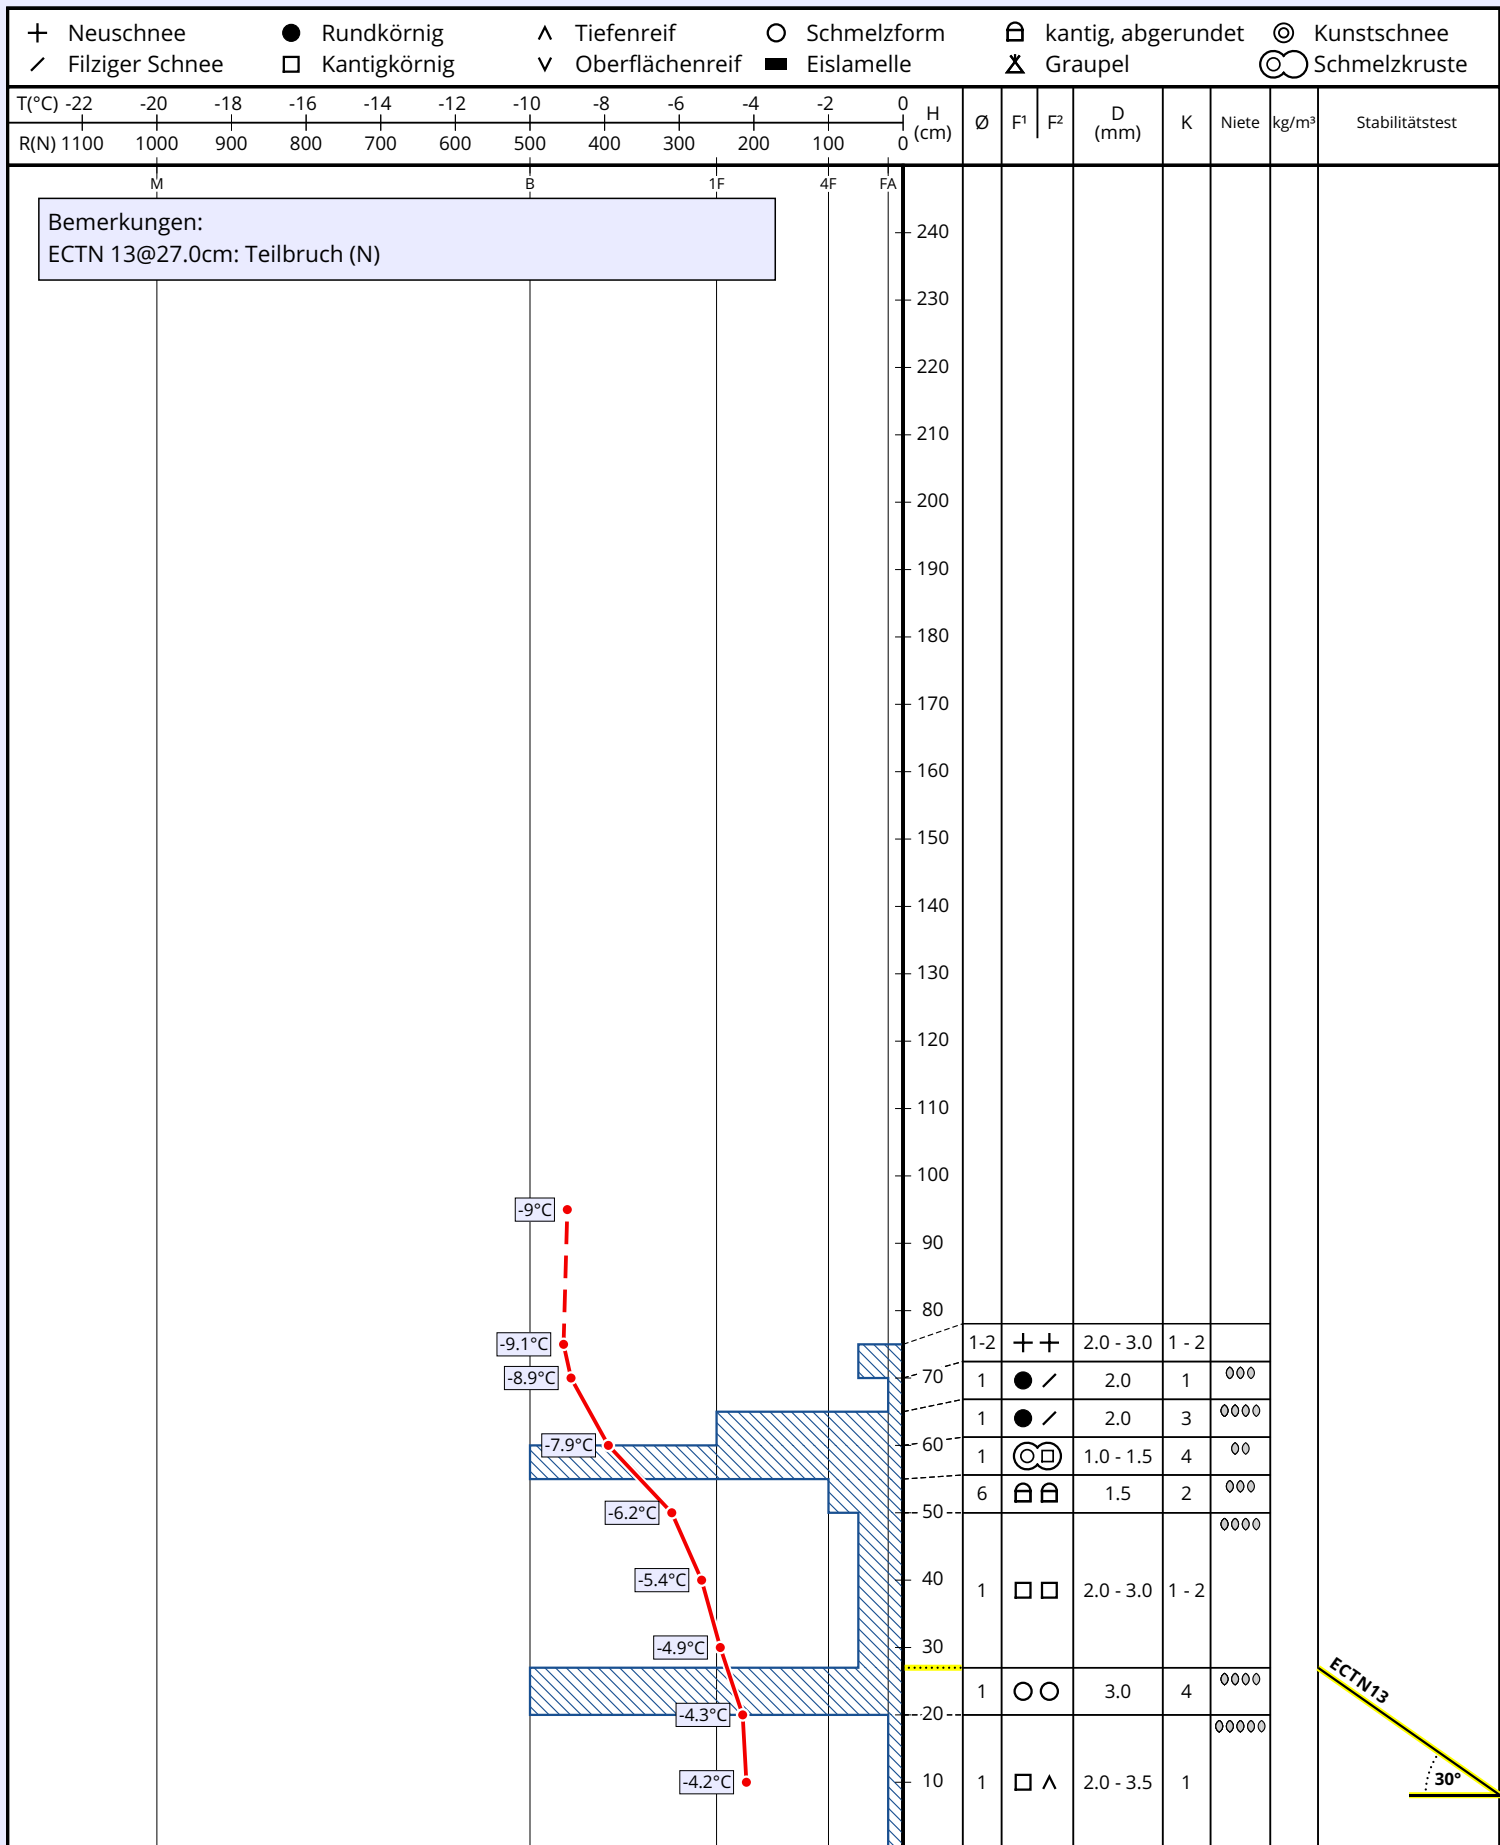 Neuschnee Rundkörnig Tiefenreif Schmelzform kantig, abgerundet Kunstschnee
Filziger Schnee Kantigkörnig Oberflächenreif Eislamelle Graupel Schmelzkruste
T(°C) -22 -20 -18 -16 -14 -12 -10 -8 -6 -4 -2 0
R(N) 1100 1000 900 800 700 600 500 400 300 200 100 0
H (cm) Ø F¹ F² D (mm) K Niete kg/m³ Stabilitätstest
M B 1F 4F FA
Bemerkungen:
ECTN 13@27.0cm: Teilbruch (N)
240
230
220
210
200
190
180
170
160
150
140
130
120
110
100
-9°C
90
80
-9.1°C 1-2 2.0 - 3.0 1 - 2
-8.9°C 70 1 2.0 1
1 2.0 3
-7.9°C 60 1 1.0 - 1.5 4
6 1.5 2
-6.2°C 50
-5.4°C 40 1 2.0 - 3.0 1 - 2
-4.9°C 30
ECTN13
1 3.0 4
-4.3°C 20
-4.2°C 10 1 2.0 - 3.5 1
30°